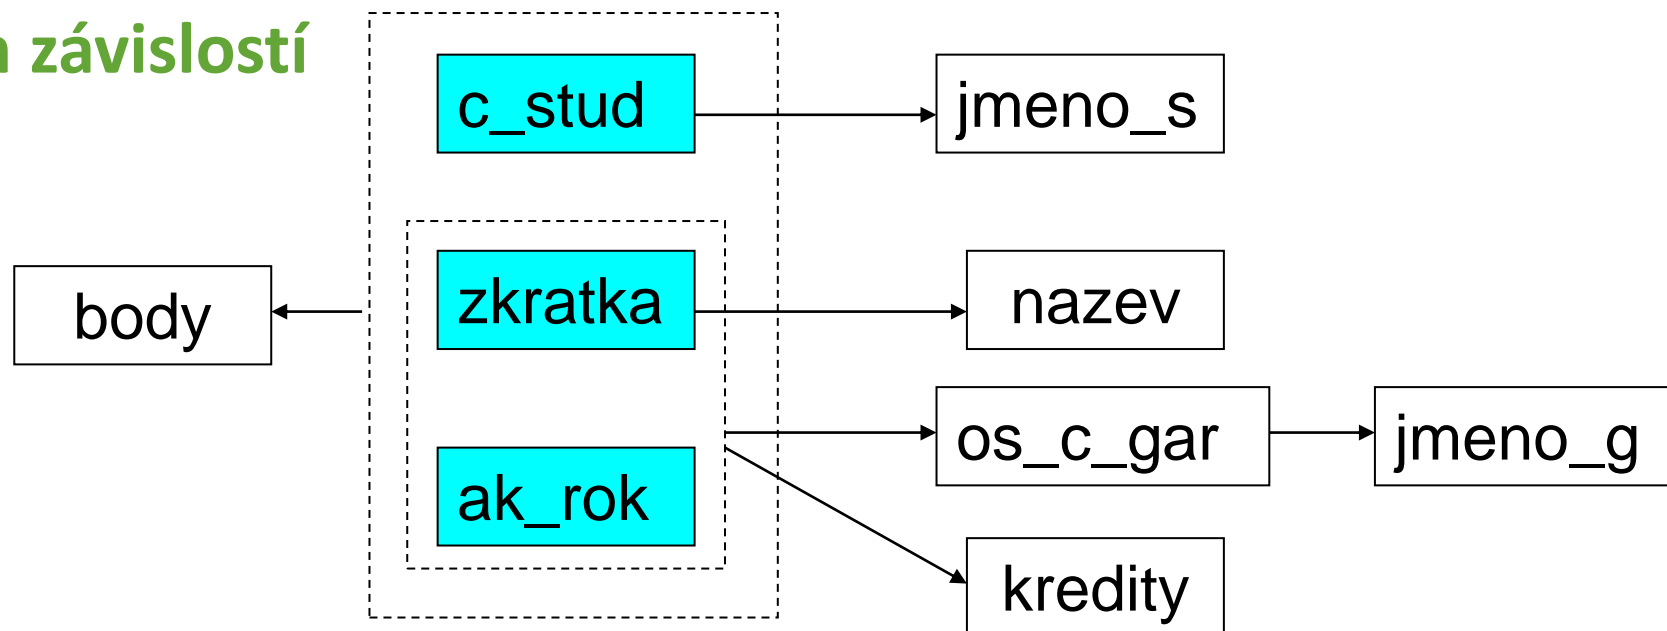 závislostí
c_stud
jmeno_s
body
zkratka
nazev
os_c_gar
jmeno_g
ak_rok
kredity